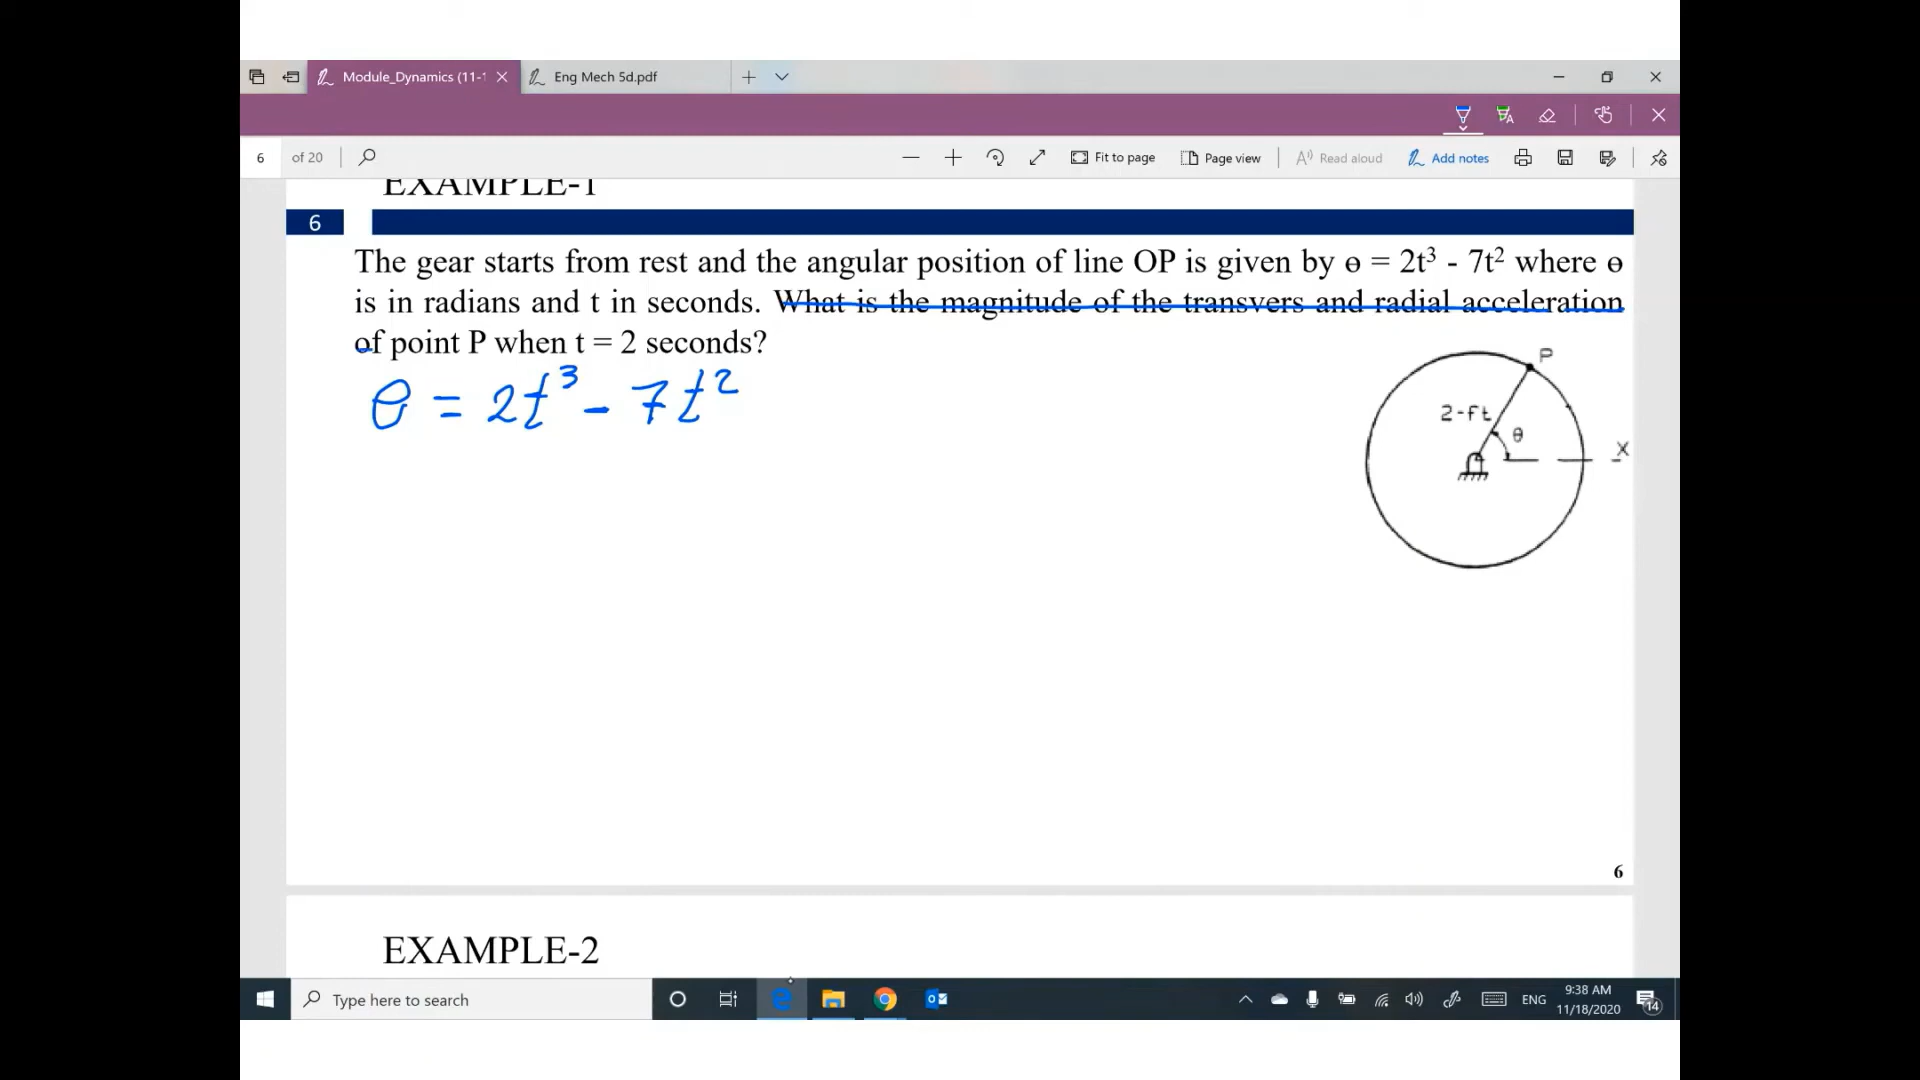 Module_Dynamics (11-1
Eng Mech 5d.pdf
6 of 20
Fit to page
Page view
Read aloud
Add notes
EXAMPLE-1
6
The gear starts from rest and the angular position of line OP is given by ɵ = 2t³ - 7t² where ɵ
is in radians and t in seconds. What is the magnitude of the transvers and radial acceleration
of point P when t = 2 seconds?
θ = 2t³ - 7t²
P
2-ft
θ
X
6
EXAMPLE-2
Type here to search
ENG
9:38 AM
11/18/2020
14